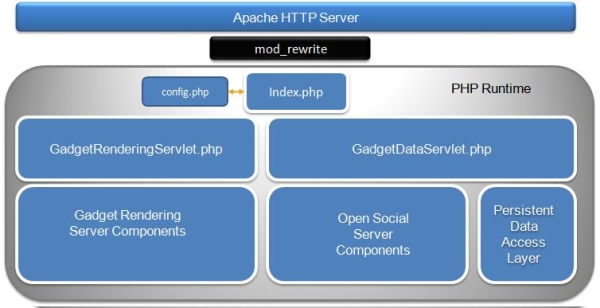 Apache HTTP Server
mod_rewrite
config.php
Index.php
PHP Runtime
GadgetRenderingServlet.php
GadgetDataServlet.php
Gadget Rendering
Server Components
Open Social
Server
Components
Persistent
Data
Access
Layer